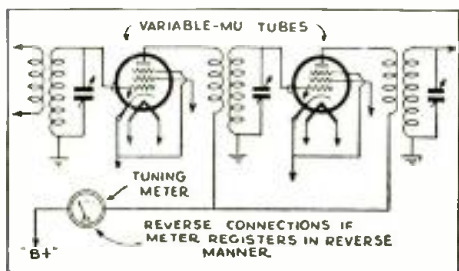 VARIABLE-MU TUBES
TUNING
METER
REVERSE CONNECTIONS IF
METER REGISTERS IN REVERSE
MANNER
"B+"